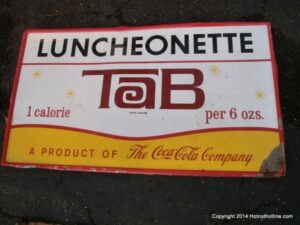 LUNCHEONETTE
TaB
1 calorie
per 6 ozs.
A PRODUCT OF The Coca-Cola Company
Copyright 2014 Hotrodhotline.com